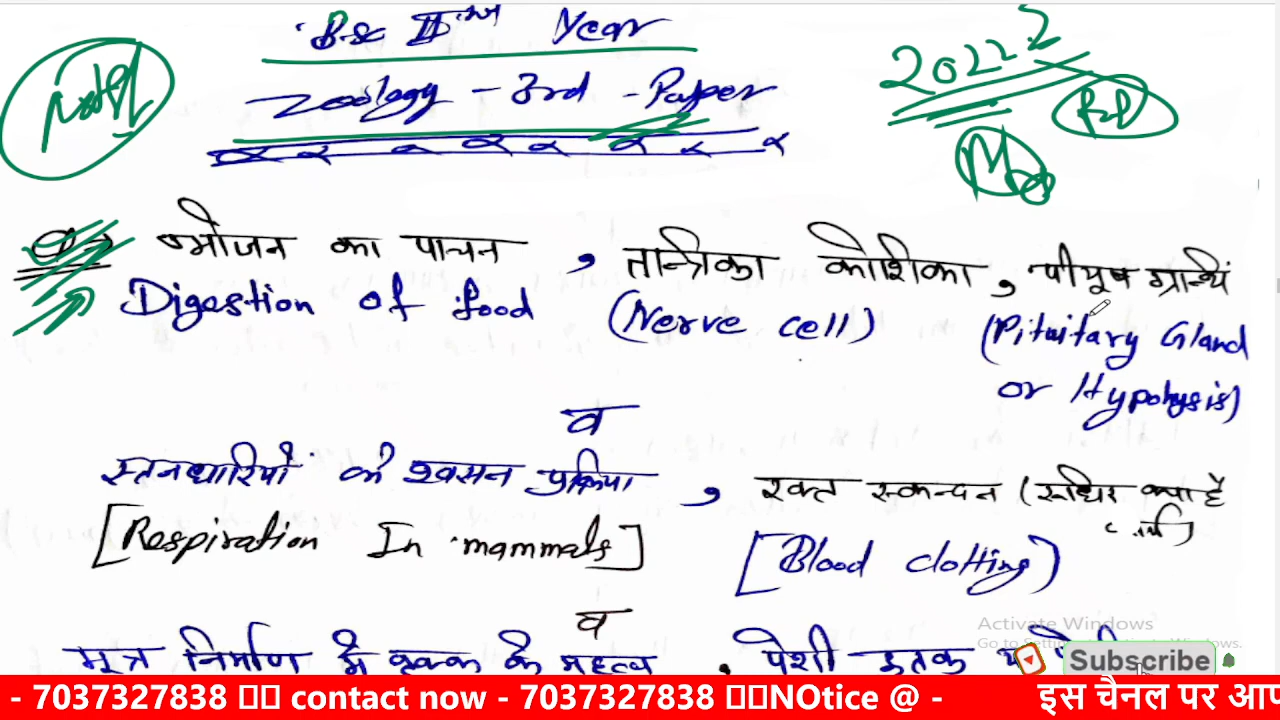 B.Sc IInd Year
2022
Zoology - 3rd - Paper
भोजन का पाचन , तान्त्रिका कोशिका , पीयूष ग्रन्थि
Digestion of food (Nerve cell) (Pituitary Gland
or Hypohysis)
व
स्तनधारियों की श्वसन प्रक्रिया , रक्त स्कन्दन (रूधिर क्या है
[Respiration In mammals] [Blood clotting)
व
मूत्र निर्माण में वृक्क के महत्व , पेशी ऊतक
Activate Windows
Subscribe
- 7037327838 contact now - 7037327838 NOtice @ - इस चैनल पर आप